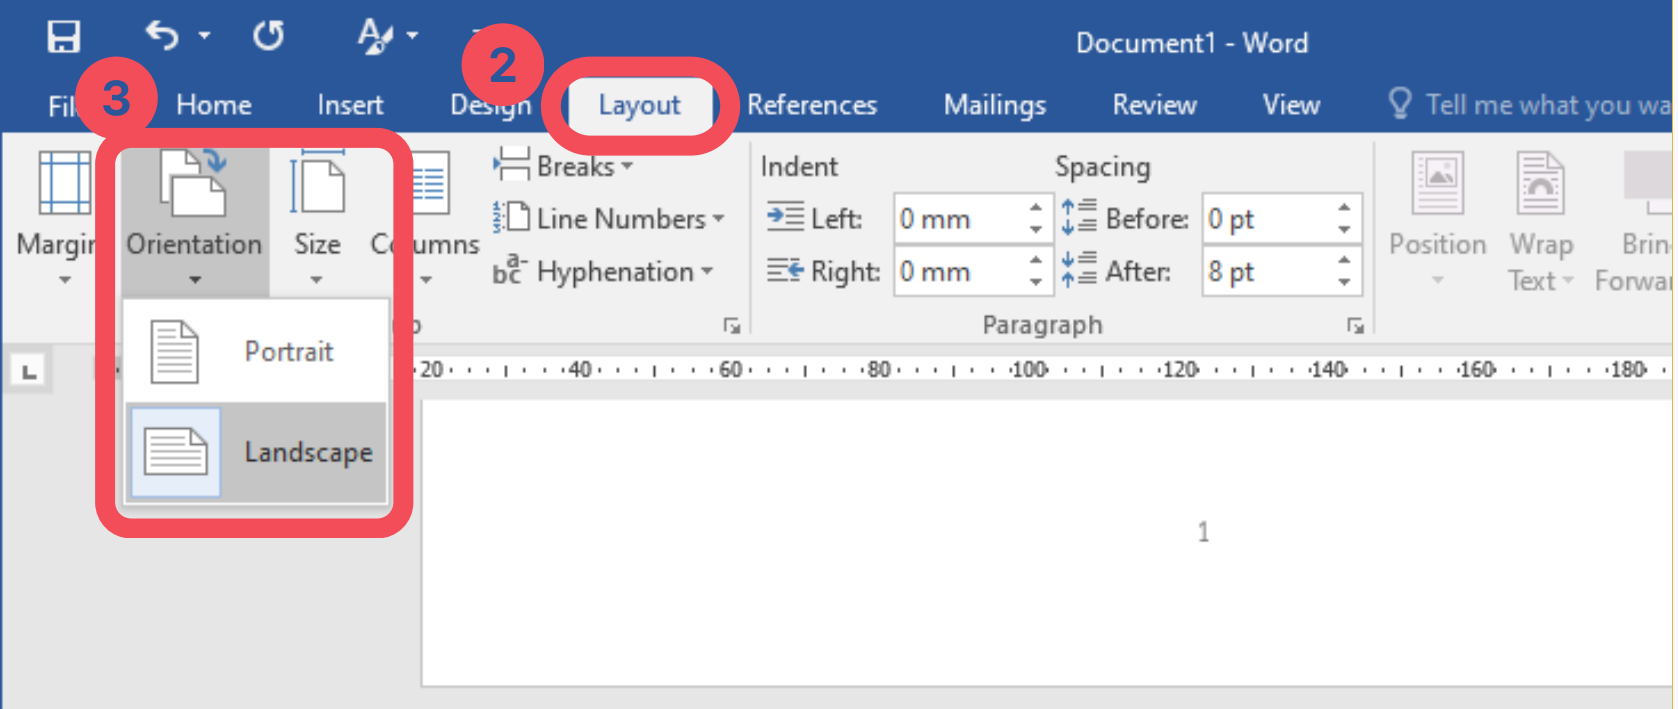 Document1 - Word
2
3
Home Insert Design Layout References Mailings Review View Tell me what you wa
Orientation Size Columns
Breaks
Line Numbers
Hyphenation
Indent
Left: 0 mm
Right: 0 mm
Spacing
Before: 0 pt
After: 8 pt
Paragraph
Position Wrap Text
Portrait
Landscape
20 40 60 80 100 120 140 160 180
1